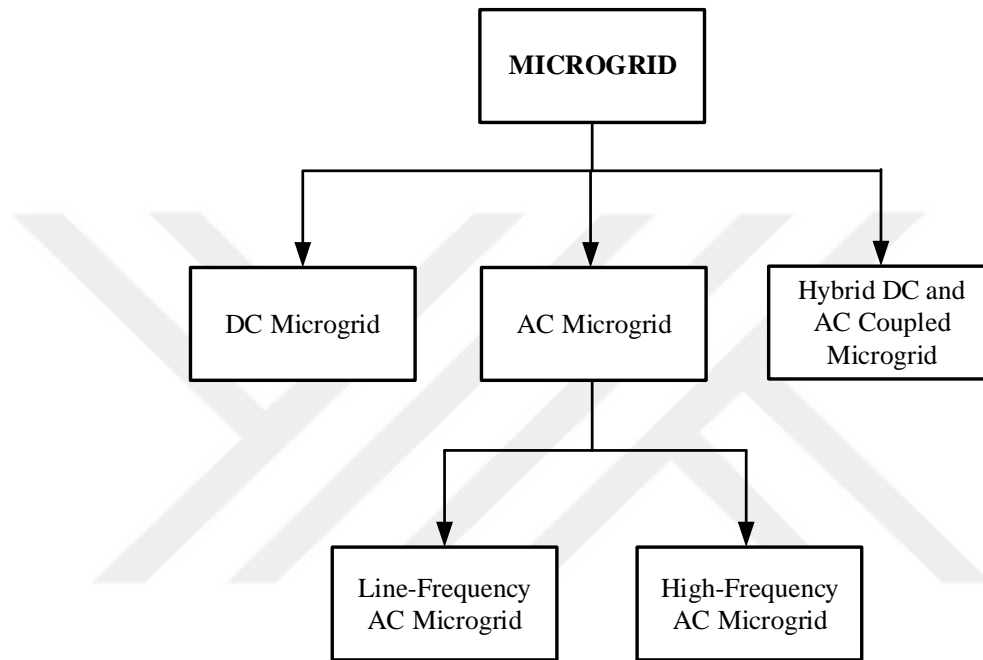 MICROGRID
DC Microgrid
AC Microgrid
Hybrid DC and
AC Coupled
Microgrid
Line-Frequency
AC Microgrid
High-Frequency
AC Microgrid